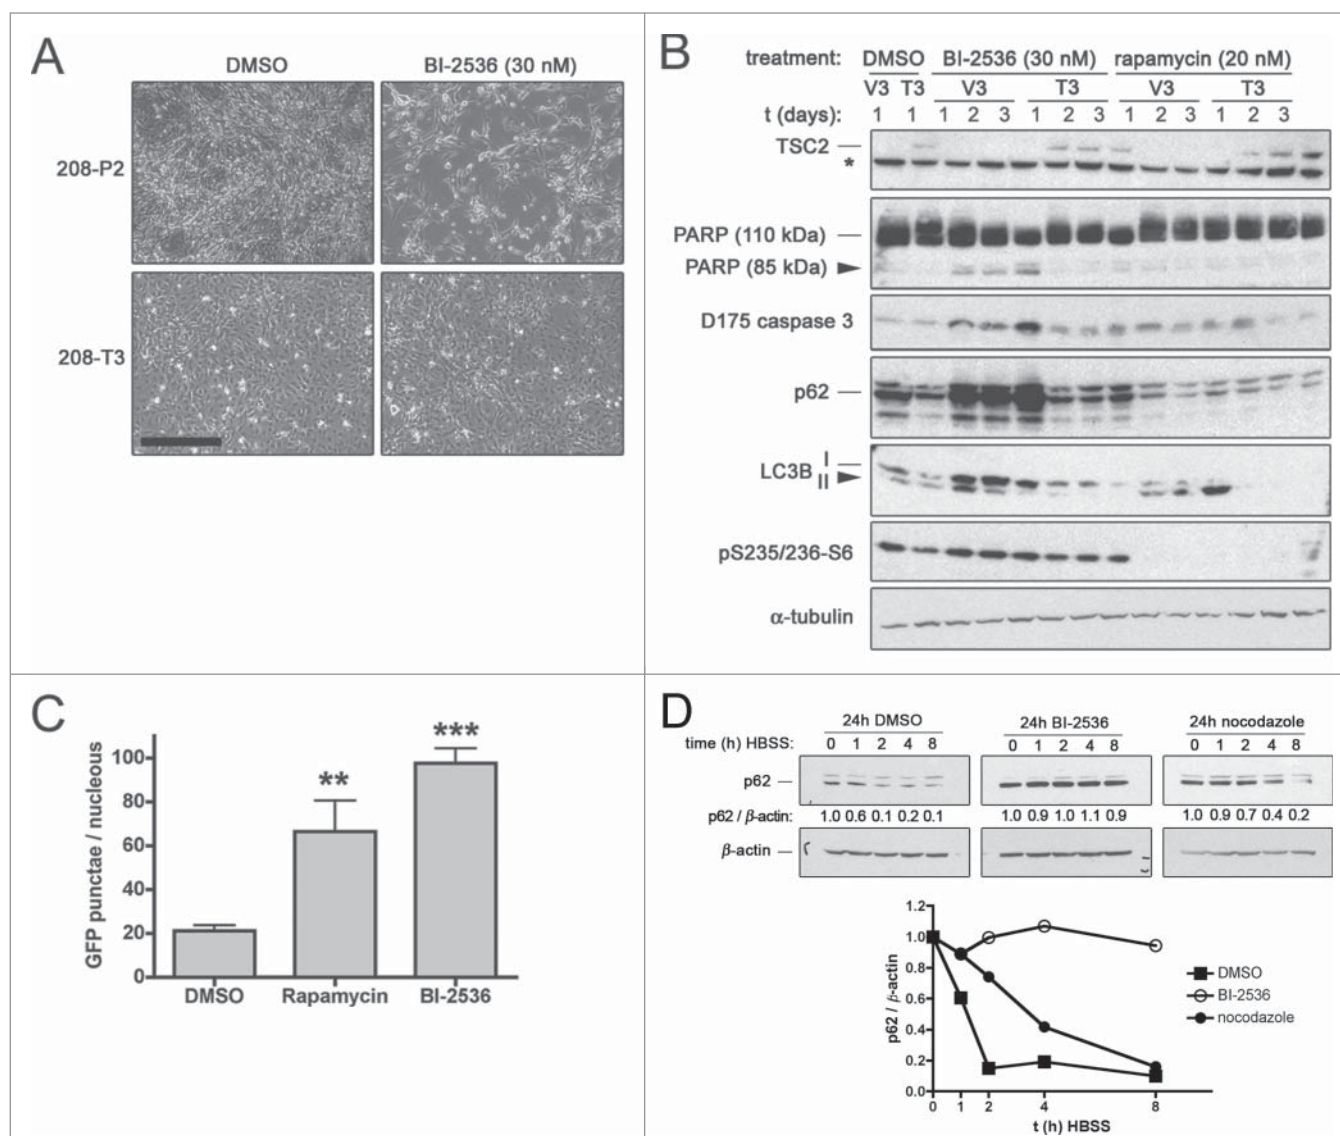 A
DMSO
BI-2536 (30 nM)
208-P2
208-T3
B
treatment: DMSO BI-2536 (30 nM) rapamycin (20 nM)
V3 T3 V3 T3 V3 T3
t (days): 1 1 1 2 3 1 2 3 1 2 3 1 2 3
TSC2
*
PARP (110 kDa)
PARP (85 kDa)
D175 caspase 3
p62
LC3B I
II
pS235/236-S6
α-tubulin
C
GFP punctae / nucleous
100
80
60
40
20
0
**
***
DMSO Rapamycin BI-2536
D
24h DMSO 24h BI-2536 24h nocodazole
time (h) HBSS: 0 1 2 4 8 0 1 2 4 8 0 1 2 4 8
p62
p62 / β-actin: 1.0 0.6 0.1 0.2 0.1 1.0 0.9 1.0 1.1 0.9 1.0 0.9 0.7 0.4 0.2
β-actin
p62 / β-actin
1.2
1.0
0.8
0.6
0.4
0.2
0.0
0 1 2 4 8
t (h) HBSS
DMSO
BI-2536
nocodazole